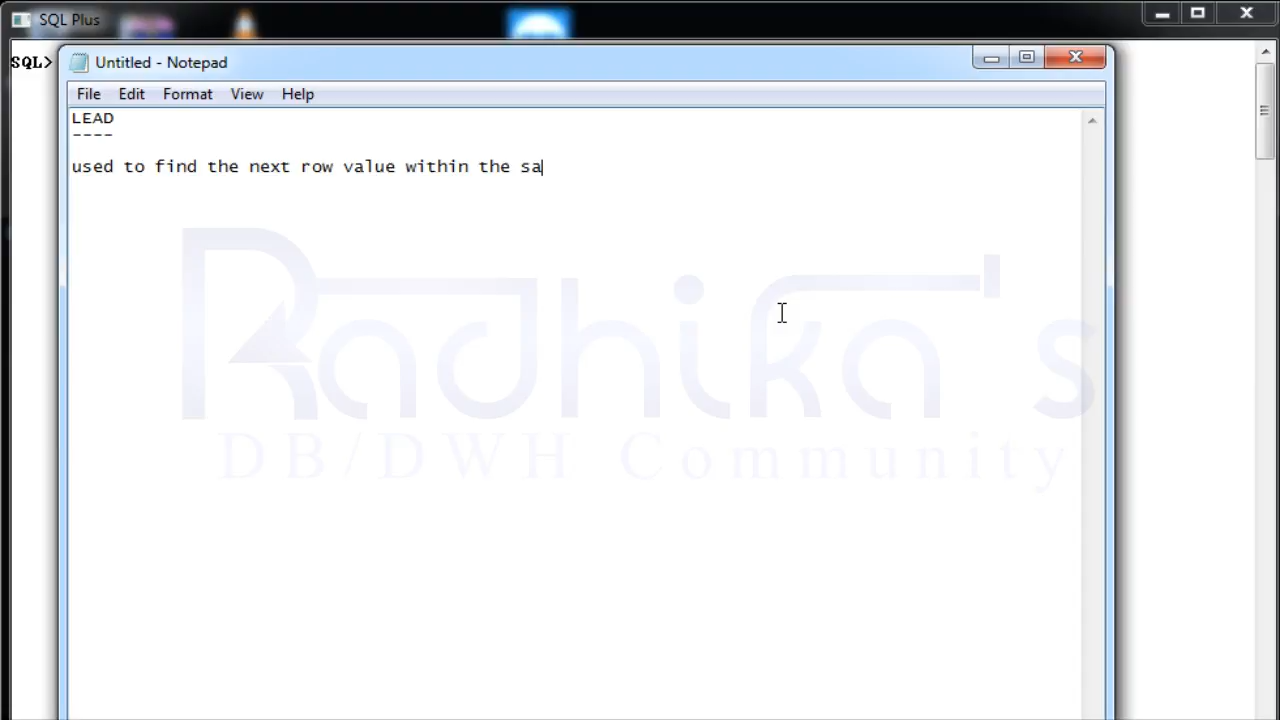 SQL Plus
SQL>
Untitled - Notepad
File Edit Format View Help
LEAD
----
used to find the next row value within the sa
Radhika's
DB/DWH Community